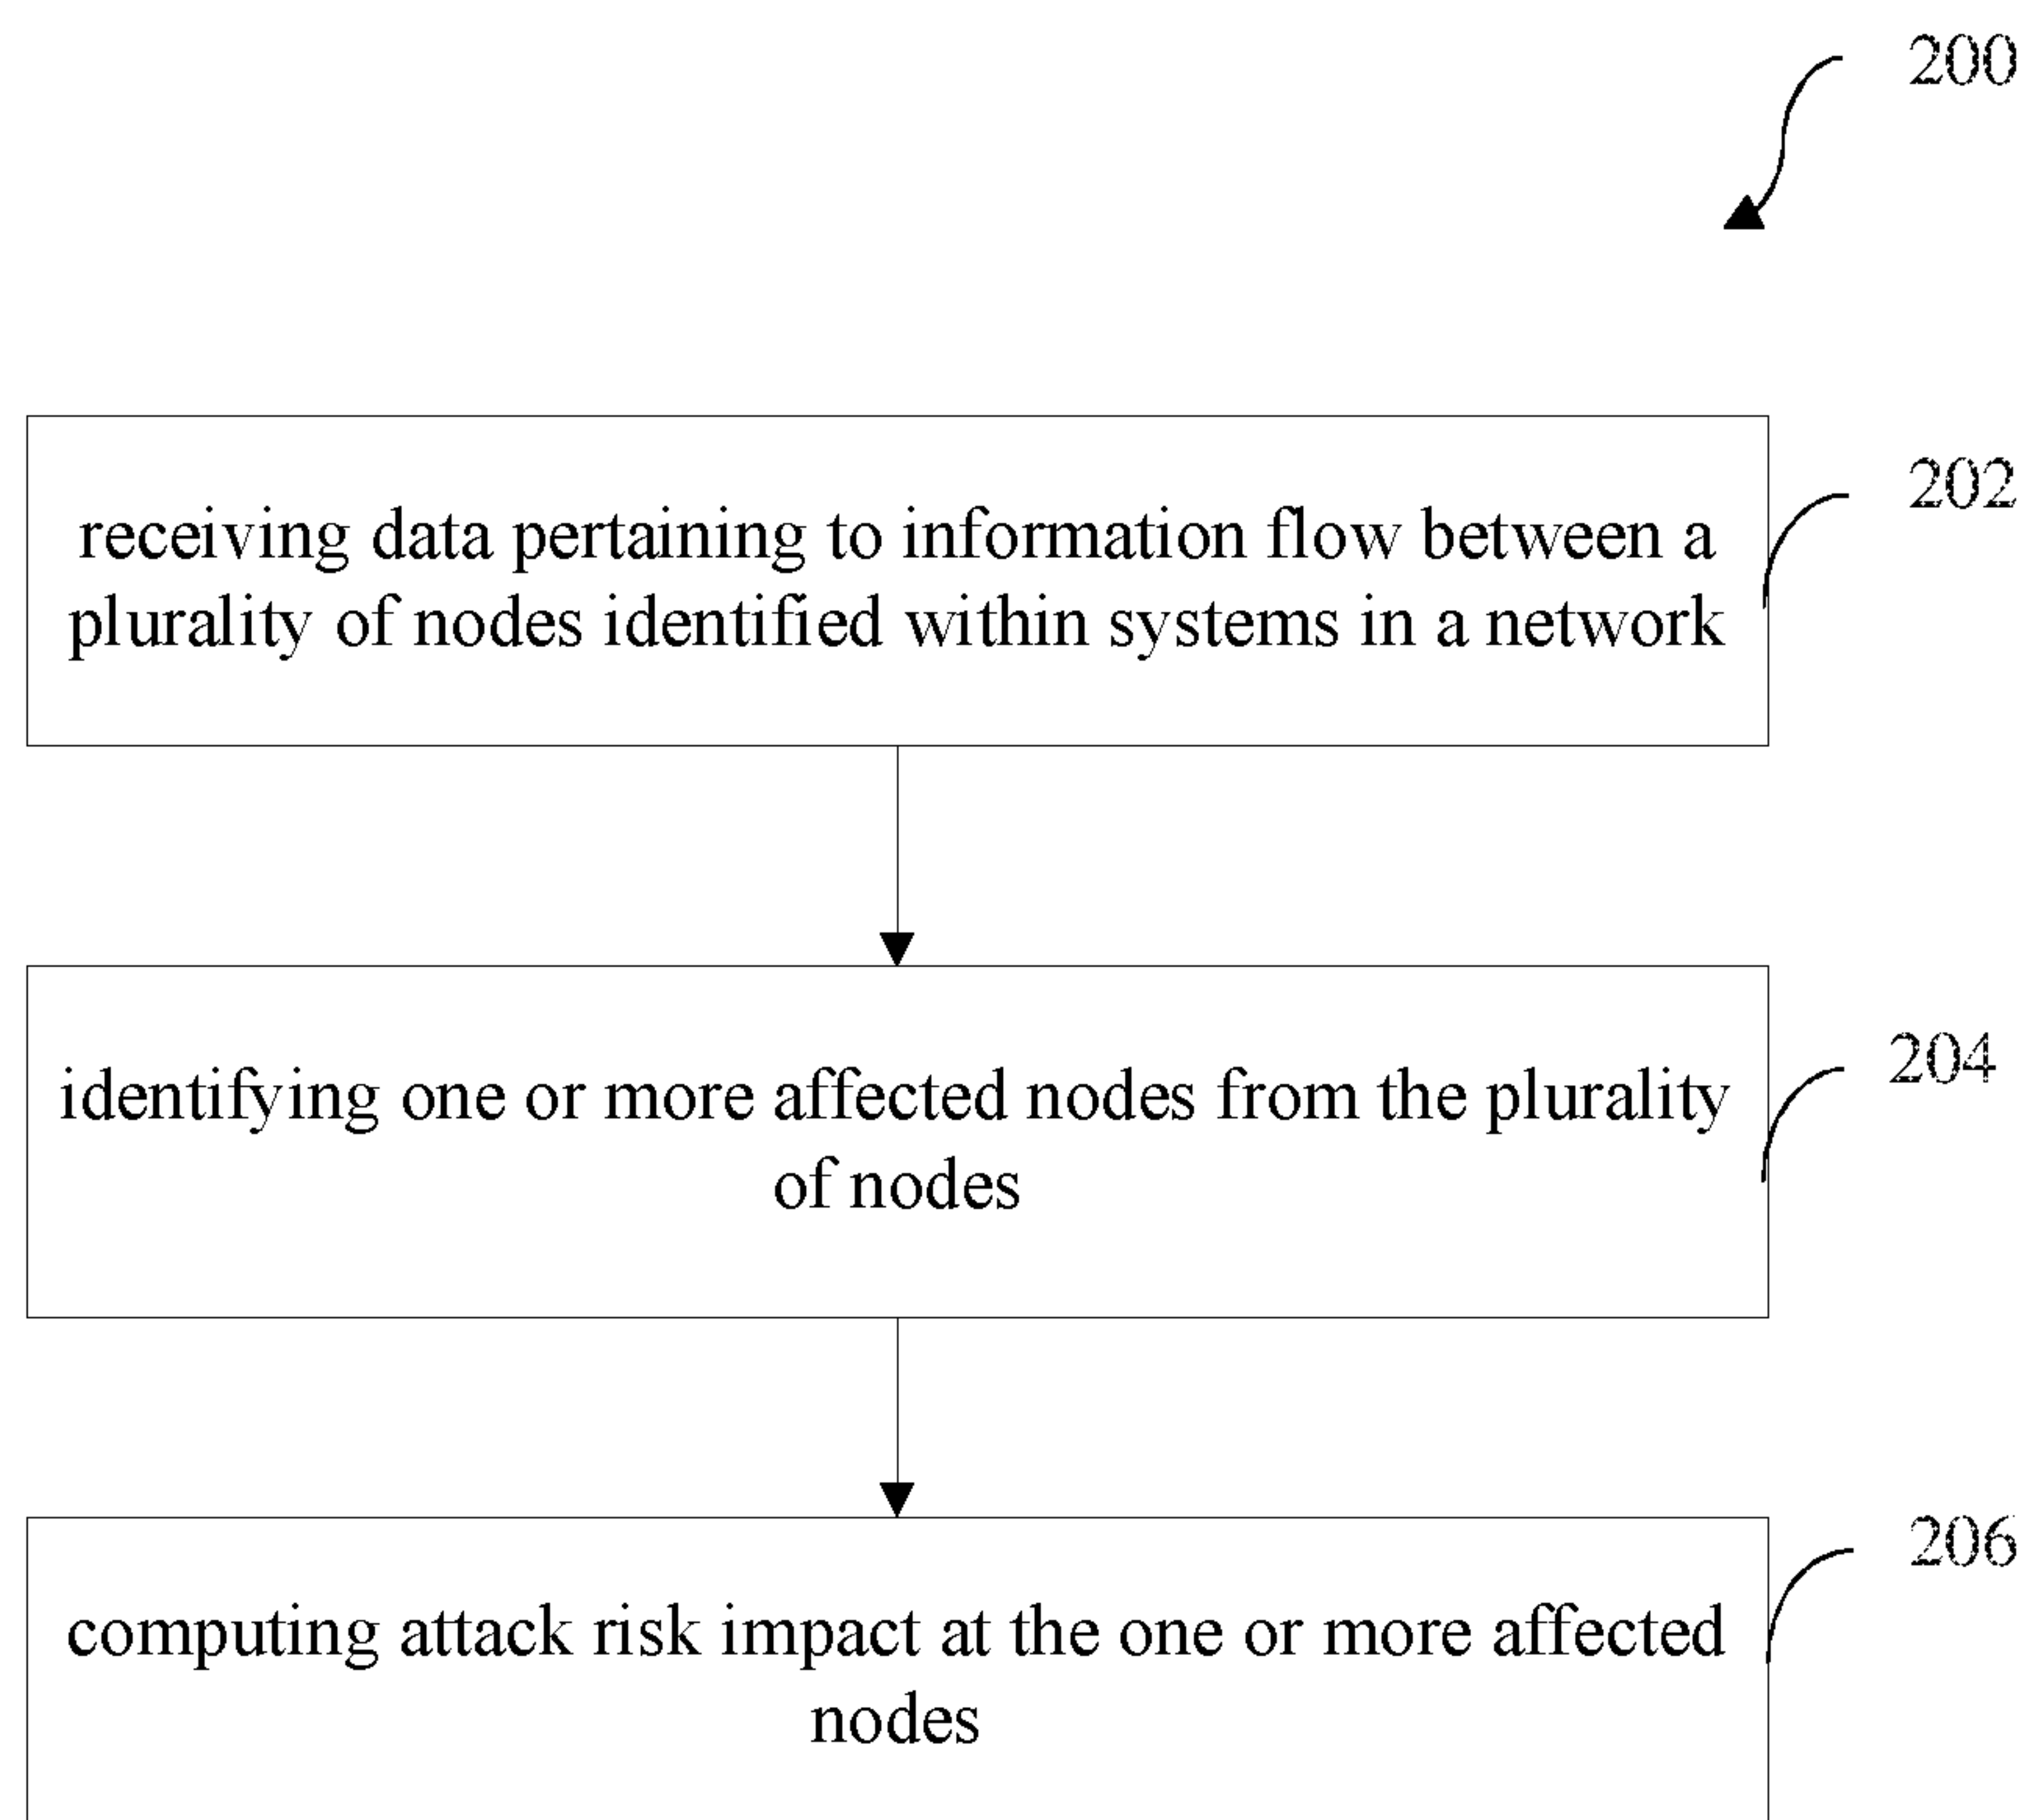 200
202
receiving data pertaining to information flow between a
plurality of nodes identified within systems in a network
204
identifying one or more affected nodes from the plurality
of nodes
206
computing attack risk impact at the one or more affected
nodes